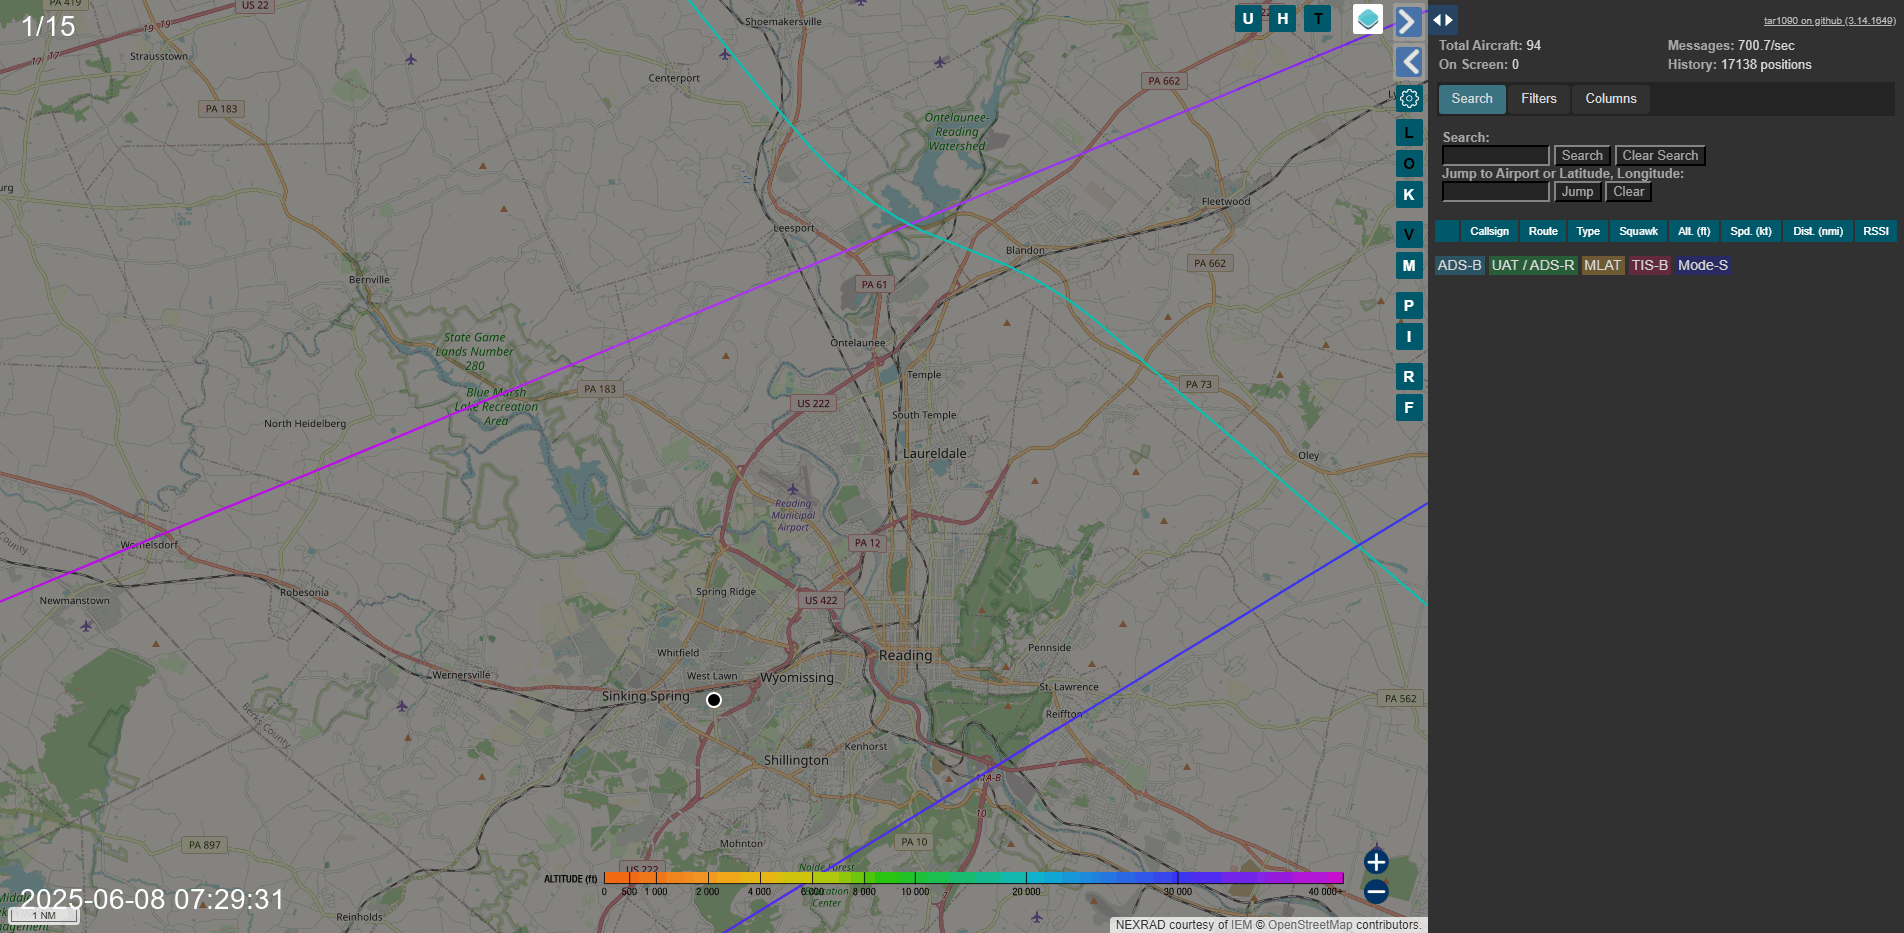 1/15
PA 419
US 22
19
19
17
17
Strausstown
Shoemakersville
Centerport
PA 183
PA 662
Ontelaunee-
Reading
Watershed
Leesport
Fleetwood
Blandon
PA 662
Bernville
PA 61
State Game
Lands Number
280
Ontelaunee
Temple
PA 183
PA 73
Blue Marsh
Lake Recreation
Area
US 222
South Temple
North Heidelberg
Laureldale
Oley
Reading
Municipal
Airport
Womelsdorf
County
PA 12
Robesonia
Newmanstown
Spring Ridge
US 422
Whitfield
Reading
Pennside
Wernersville
West Lawn
Wyomissing
Sinking Spring
St. Lawrence
PA 562
Reiffton
Berks County
Kenhorst
Shillington
10
PA 897
Mohnton
PA 10
US 222
Nolde Forest
Center
Reinholds
ALTITUDE (ft)
0 500 1 000 2 000 4 000 6 000 8 000 10 000 20 000 30 000 40 000+
2025-06-08 07:29:31
1 NM
NEXRAD courtesy of IEM © OpenStreetMap contributors.
U H T
L
O
K
V
M
P
I
R
F
tar1090 on github (3.14.1649)
Total Aircraft: 94 Messages: 700.7/sec
On Screen: 0 History: 17138 positions
Search Filters Columns
Search:
Search Clear Search
Jump to Airport or Latitude, Longitude:
Jump Clear
Callsign Route Type Squawk Alt. (ft) Spd. (kt) Dist. (nmi) RSSI
ADS-B UAT / ADS-R MLAT TIS-B Mode-S